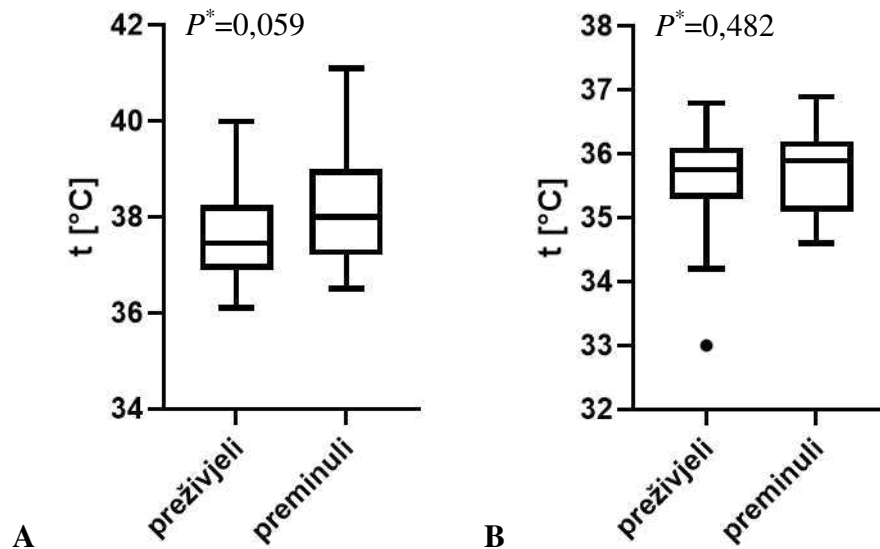 P*=0,059
42
40
38
36
34
t [°C]
preživjeli
preminuli
A
P*=0,482
38
37
36
35
34
33
32
t [°C]
preživjeli
preminuli
B